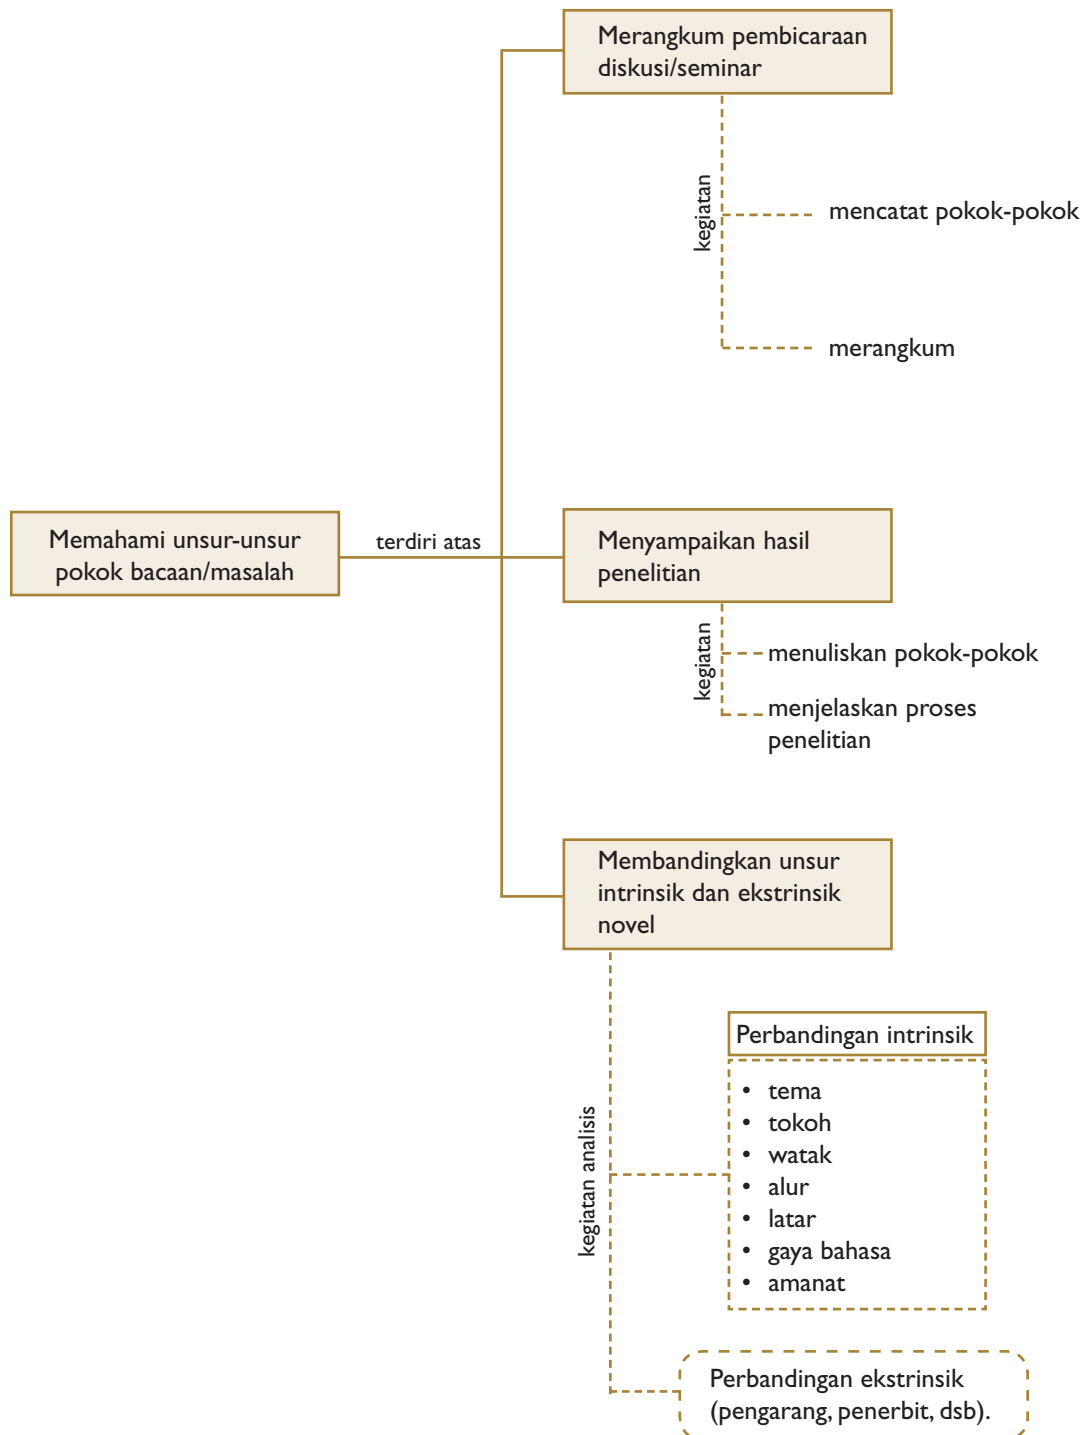 Merangkum pembicaraan
diskusi/seminar
kegiatan
mencatat pokok-pokok
merangkum
Memahami unsur-unsur
pokok bacaan/masalah
terdiri atas
Menyampaikan hasil
penelitian
kegiatan
menuliskan pokok-pokok
menjelaskan proses
penelitian
Membandingkan unsur
intrinsik dan ekstrinsik
novel
kegiatan analisis
Perbandingan intrinsik
• tema
• tokoh
• watak
• alur
• latar
• gaya bahasa
• amanat
Perbandingan ekstrinsik
(pengarang, penerbit, dsb).